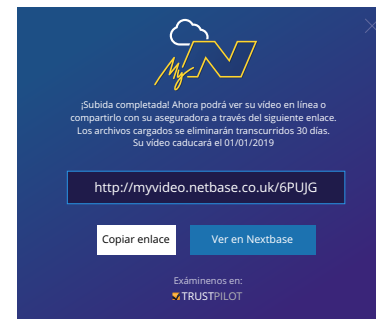 My N
¡Subida completada! Ahora podrá ver su vídeo en línea o
compartirlo con su aseguradora a través del siguiente enlace.
Los archivos cargados se eliminarán transcurridos 30 días.
Su vídeo caducará el 01/01/2019
http://myvideo.netbase.co.uk/6PUJG
Copiar enlace
Ver en Nextbase
Exáminenos en:
TRUSTPILOT